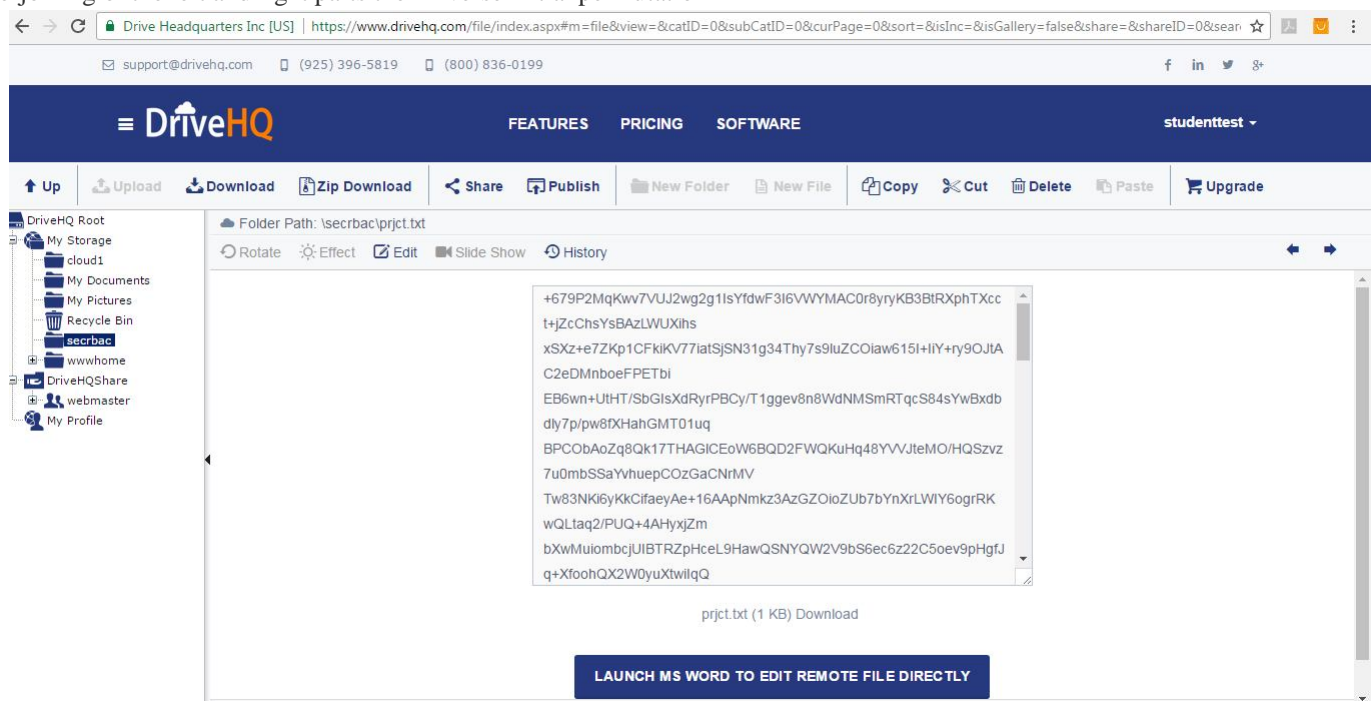 Drive Headquarters Inc [US] | https://www.drivehq.com/file/index.aspx#m=file&view=&catID=0&subCatID=0&curPage=0&sort=&isInc=&isGallery=false&share=&shareID=0&sear
support@drivehq.com (925) 396-5819 (800) 836-0199 f in 8+
≡ DriveHQ FEATURES PRICING SOFTWARE studenttest
Up Upload Download Zip Download Share Publish New Folder New File Copy Cut Delete Paste Upgrade
DriveHQ Root
My Storage
cloud1
My Documents
My Pictures
Recycle Bin
secrbac
wwwhome
DriveHQShare
webmaster
My Profile
Folder Path: \secrbac\prjct.txt
Rotate Effect Edit Slide Show History
+679P2MqKwv7VUJ2wg2g1IsYfdwF3I6VWYMAC0r8yryKB3BtRXphTXcc
t+jZcChsYsBAzLWUXihs
xSXz+e7ZKp1CFkiKV77iatSjSN31g34Thy7s9luZCOiaw615I+IiY+ry9OJtA
C2eDMnboeFPETbi
EB6wn+UtHT/SbGIsXdRyrPBCy/T1ggev8n8WdNMSmRTqcS84sYwBxdb
dly7p/pw8fXHahGMT01uq
BPCObAoZq8Qk17THAGlCEoW6BQD2FWQKuHq48YVVJteMO/HQSzvz
7u0mbSSaYvhuepCOzGaCNrMV
Tw83NKi6yKkCifaeyAe+16AApNmkz3AzGZOioZUb7bYnXrLWIY6ogrRK
wQLtaq2/PUQ+4AHyxjZm
bXwMuiombcjUIBTRZpHceL9HawQSNYQW2V9bS6ec6z22C5oev9pHgfJ
q+XfoohQX2W0yuXtwilqQ
prjct.txt (1 KB) Download
LAUNCH MS WORD TO EDIT REMOTE FILE DIRECTLY